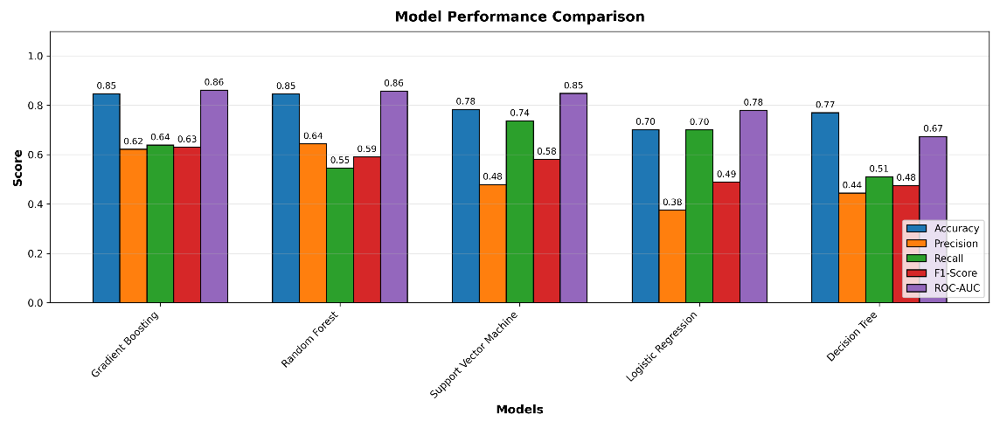 Model Performance Comparison
Score
1.0
0.8
0.6
0.4
0.2
0.0
0.85
0.62
0.64
0.63
0.86
0.85
0.64
0.55
0.59
0.86
0.78
0.48
0.74
0.58
0.85
0.70
0.38
0.70
0.49
0.78
0.77
0.44
0.51
0.48
0.67
Accuracy
Precision
Recall
F1-Score
ROC-AUC
Gradient Boosting
Random Forest
Support Vector Machine
Logistic Regression
Decision Tree
Models